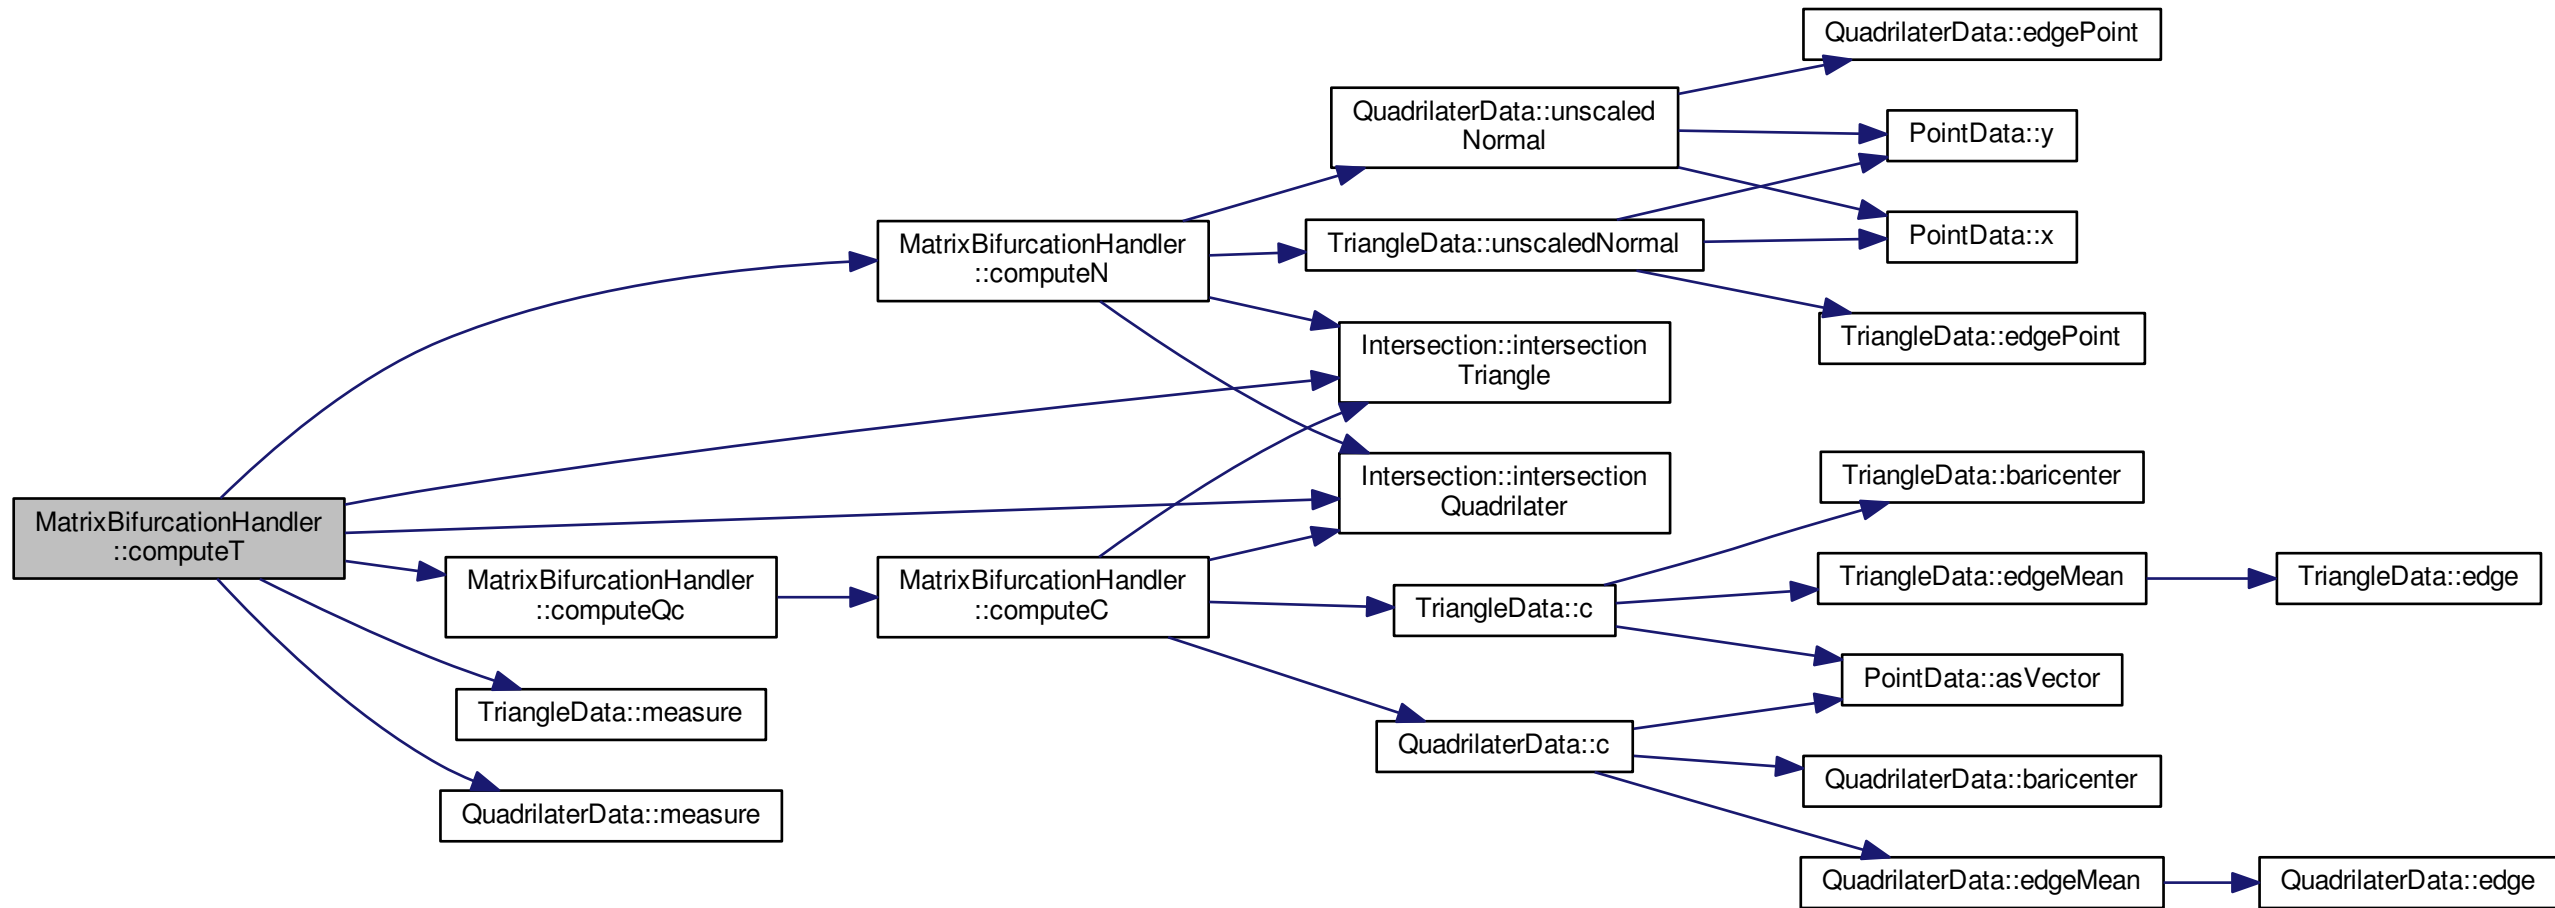 MatrixBifurcationHandler
::computeT
MatrixBifurcationHandler
::computeN
QuadrilaterData::unscaled
Normal
QuadrilaterData::edgePoint
PointData::y
PointData::x
TriangleData::unscaledNormal
TriangleData::edgePoint
Intersection::intersection
Triangle
Intersection::intersection
Quadrilater
MatrixBifurcationHandler
::computeQc
MatrixBifurcationHandler
::computeC
TriangleData::c
TriangleData::baricenter
TriangleData::edgeMean
TriangleData::edge
PointData::asVector
QuadrilaterData::c
QuadrilaterData::baricenter
QuadrilaterData::edgeMean
QuadrilaterData::edge
TriangleData::measure
QuadrilaterData::measure